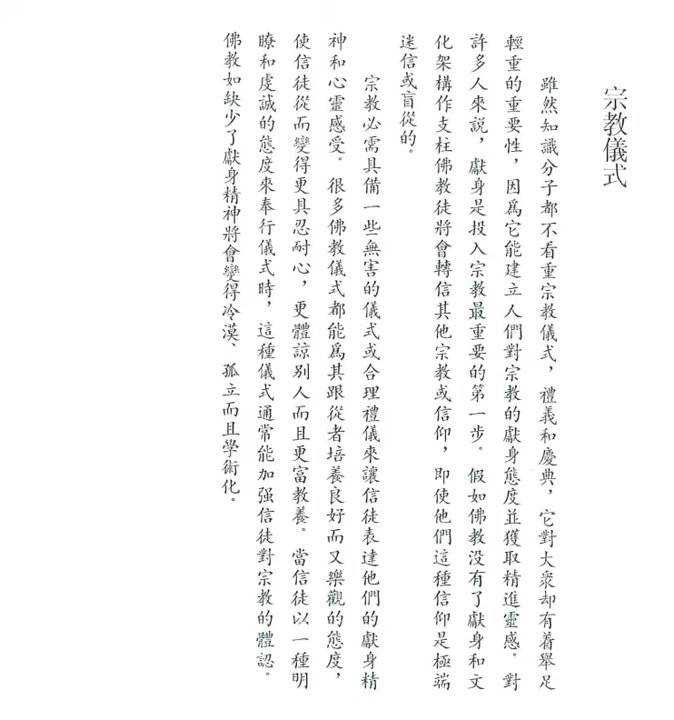 宗教儀式
雖然知識分子都不看重宗教儀式，禮義和慶典，它對大衆却有着舉足
輕重的重要性，因爲它能建立人們對宗教的獻身態度並獲取精進靈感。對
許多人來説，獻身是投入宗教最重要的第一步。假如佛教没有了獻身和文
化架構作支柱佛教徒將會轉信其他宗教或信仰，即使他們這種信仰是極端
迷信或盲從的。
宗教必需具備一些無害的儀式或合理禮儀來讓信徒表達他們的獻身精
神和心靈感受。很多佛教儀式都能爲其跟從者培養良好而又樂觀的態度，
使信徒從而變得更具忍耐心，更體諒别人而且更富教養。當信徒以一種明
瞭和虔誠的態度來奉行儀式時，這種儀式通常能加强信徒對宗教的體認。
佛教如缺少了獻身精神將會變得冷漠、孤立而且學術化。